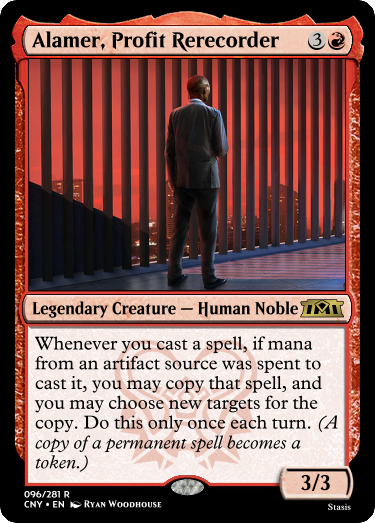 Alamer, Profit Rerecorder 3
Legendary Creature — Human Noble
Whenever you cast a spell, if mana
from an artifact source was spent to
cast it, you may copy that spell, and
you may choose new targets for the
copy. Do this only once each turn. (A
copy of a permanent spell becomes a
token.)
3/3
096/281 R
CNY • EN Ryan Woodhouse
Stasis